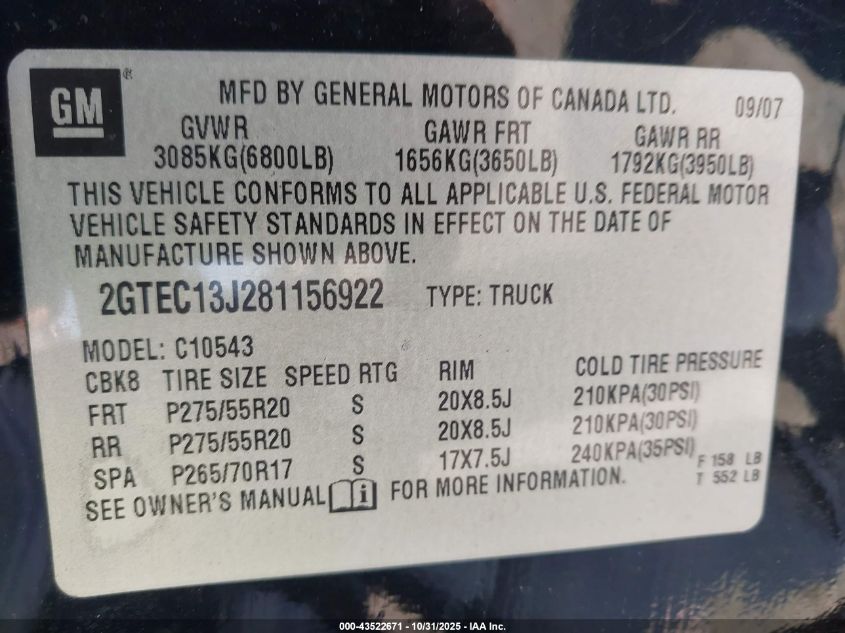 GM®
MFD BY GENERAL MOTORS OF CANADA LTD. 09/07
GVWR GAWR FRT GAWR RR
3085KG(6800LB) 1656KG(3650LB) 1792KG(3950LB)
THIS VEHICLE CONFORMS TO ALL APPLICABLE U.S. FEDERAL MOTOR
VEHICLE SAFETY STANDARDS IN EFFECT ON THE DATE OF
MANUFACTURE SHOWN ABOVE.
2GTEC13J281156922 TYPE: TRUCK
MODEL: C10543
CBK8 TIRE SIZE SPEED RTG RIM COLD TIRE PRESSURE
FRT P275/55R20 S 20X8.5J 210KPA(30PSI)
RR P275/55R20 S 20X8.5J 210KPA(30PSI)
SPA P265/70R17 S 17X7.5J 240KPA(35PSI) F 158 LB
T 552 LB
SEE OWNER'S MANUAL i FOR MORE INFORMATION.
000-43522671 - 10/31/2025 - IAA Inc.